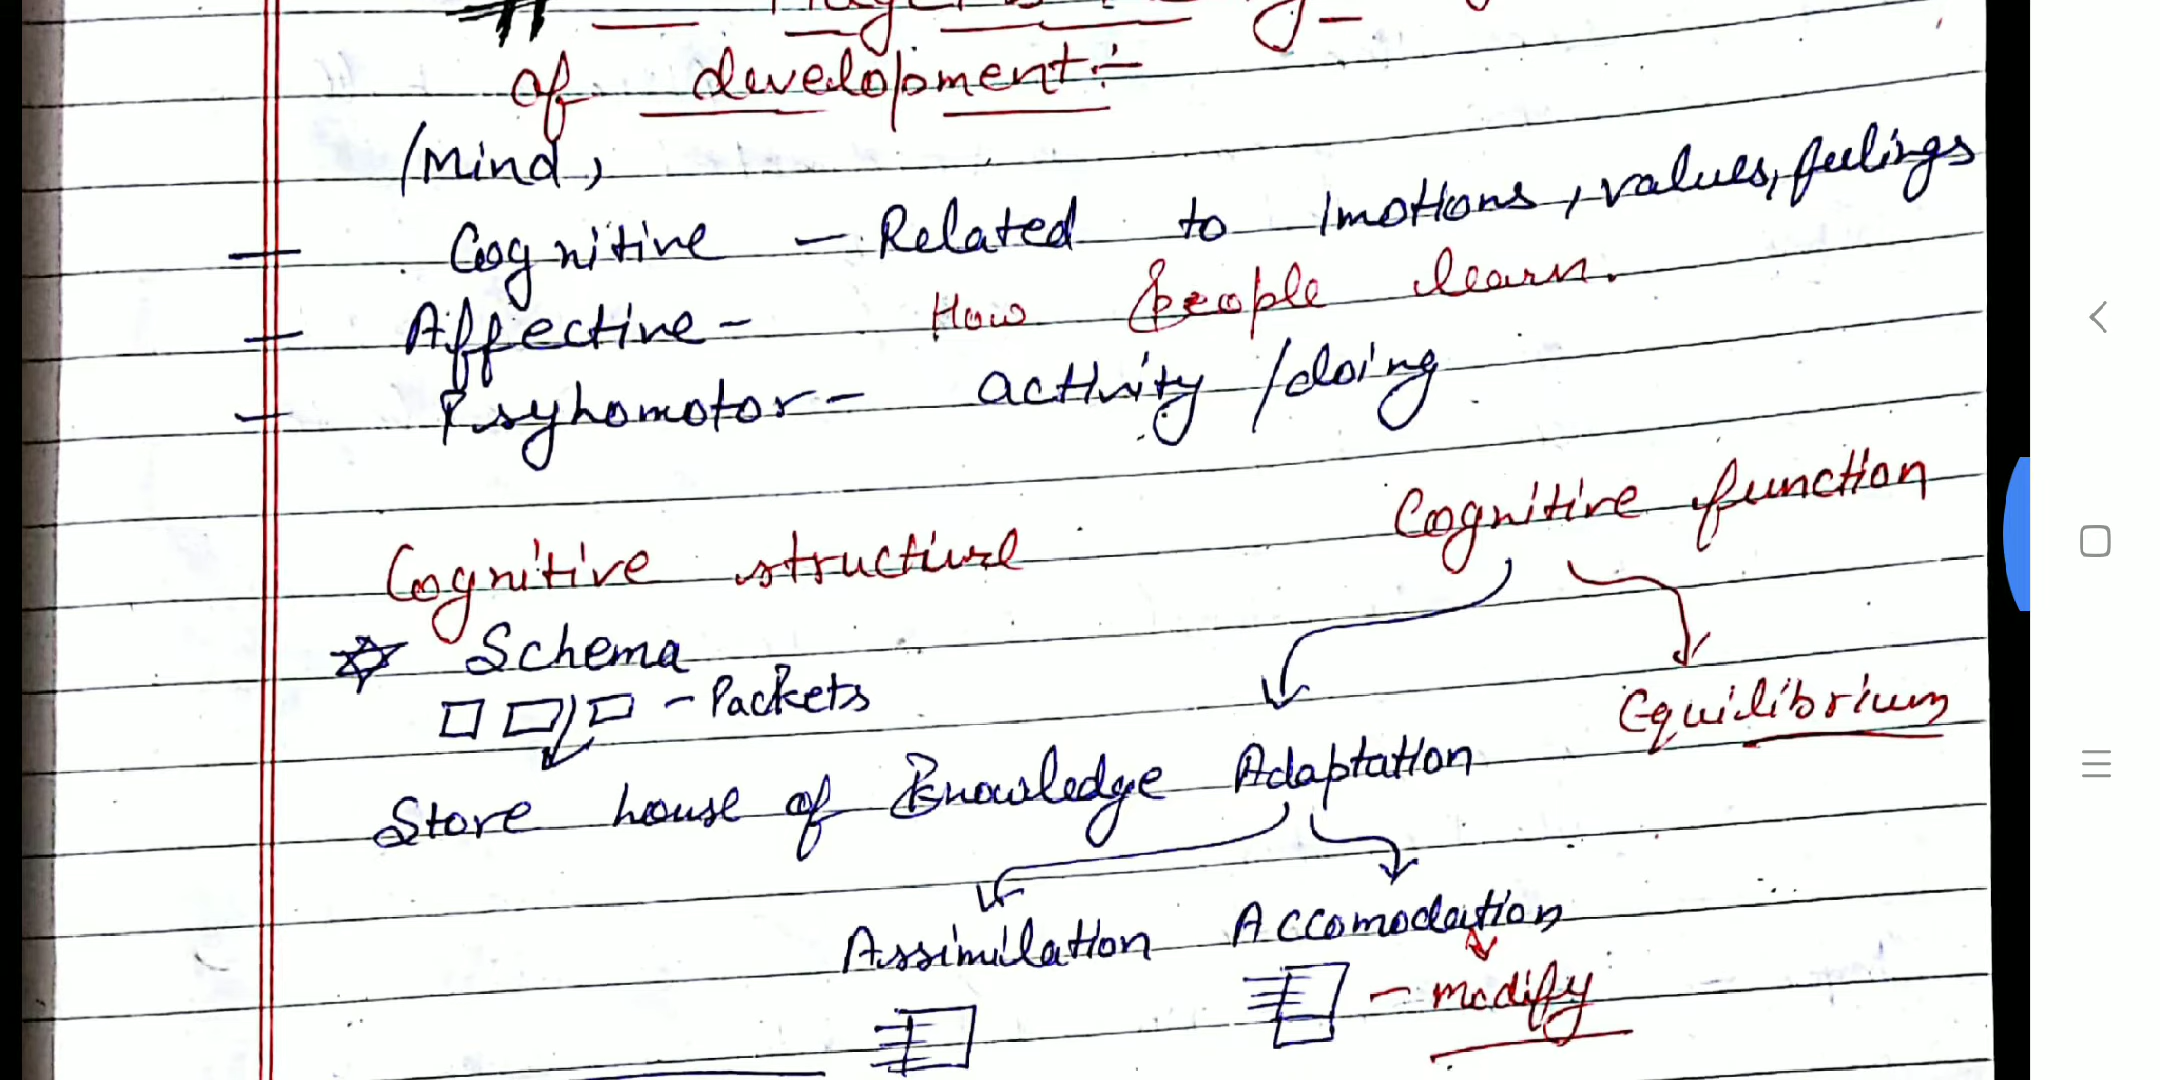 of development :-
/Mind,
— Cognitive — Related to Imotions, values, feelings
— Affective - How people learn.
— Psyhomotor - activity /doing
Cognitive function
Cognitive structure
Schema
- Packets
Equilibrium
Store house of Knowledge Adaptation
Assimilation Accomodation
- modify